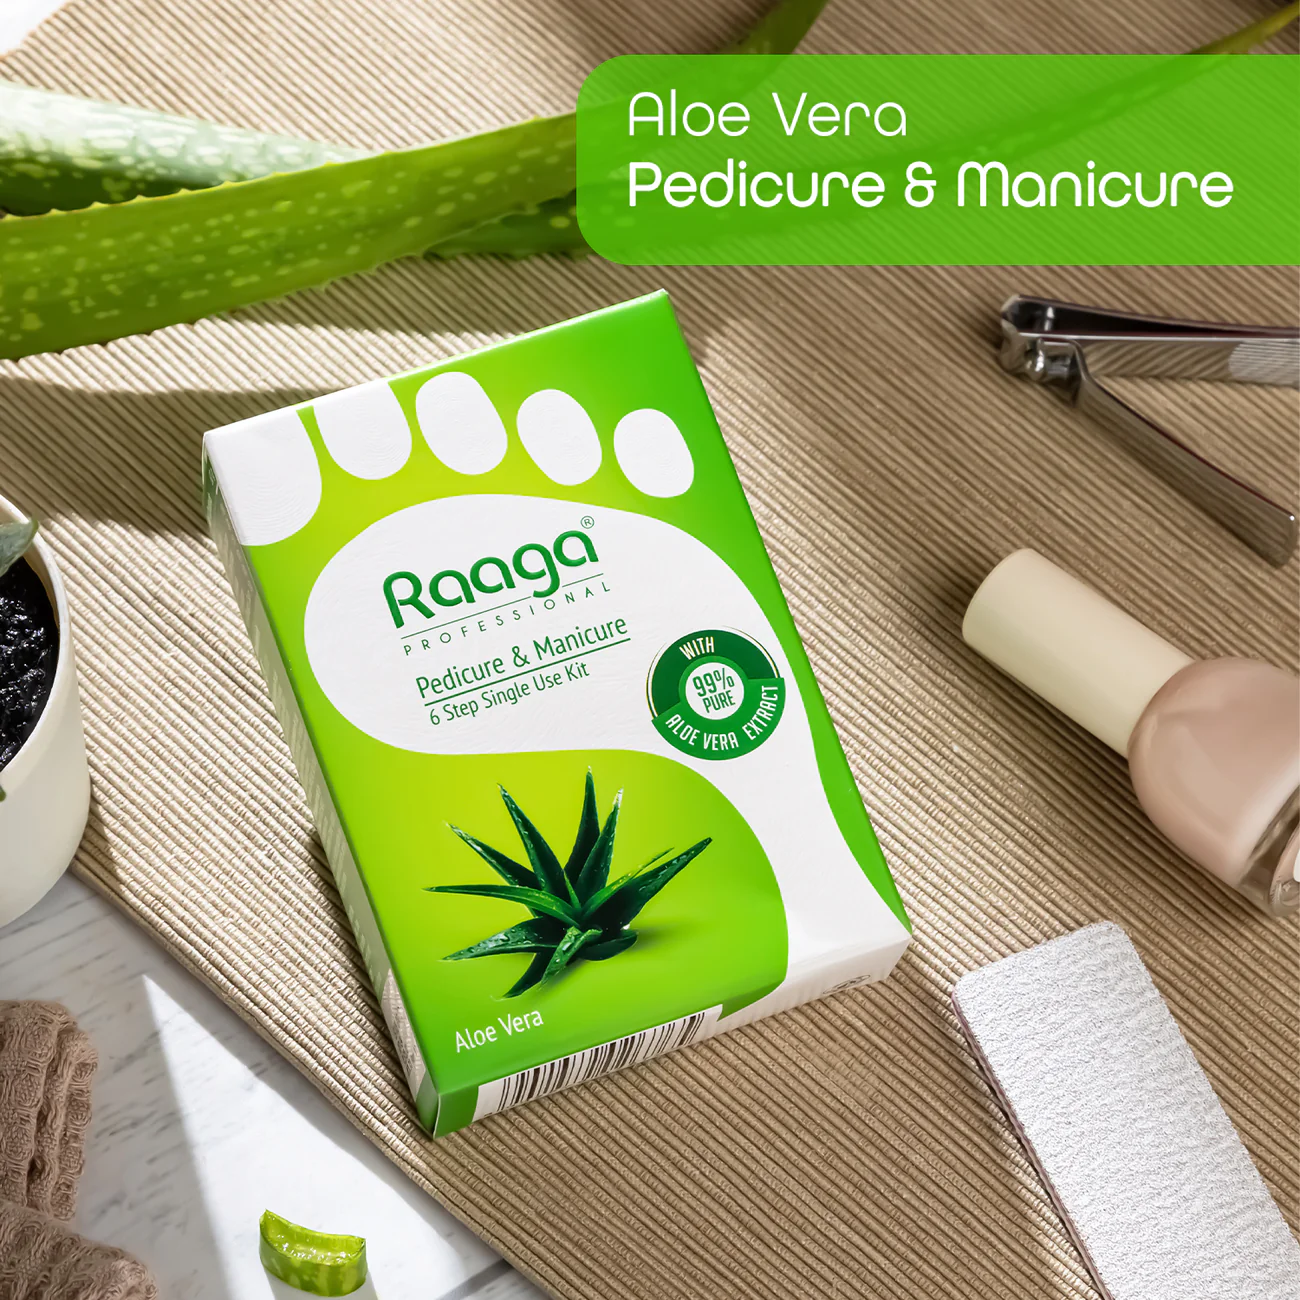 Aloe Vera
Pedicure & Manicure
Raaga®
PROFESSIONAL
Pedicure & Manicure
6 Step Single Use Kit
WITH
99%
PURE
ALOE VERA EXTRACT
Aloe Vera